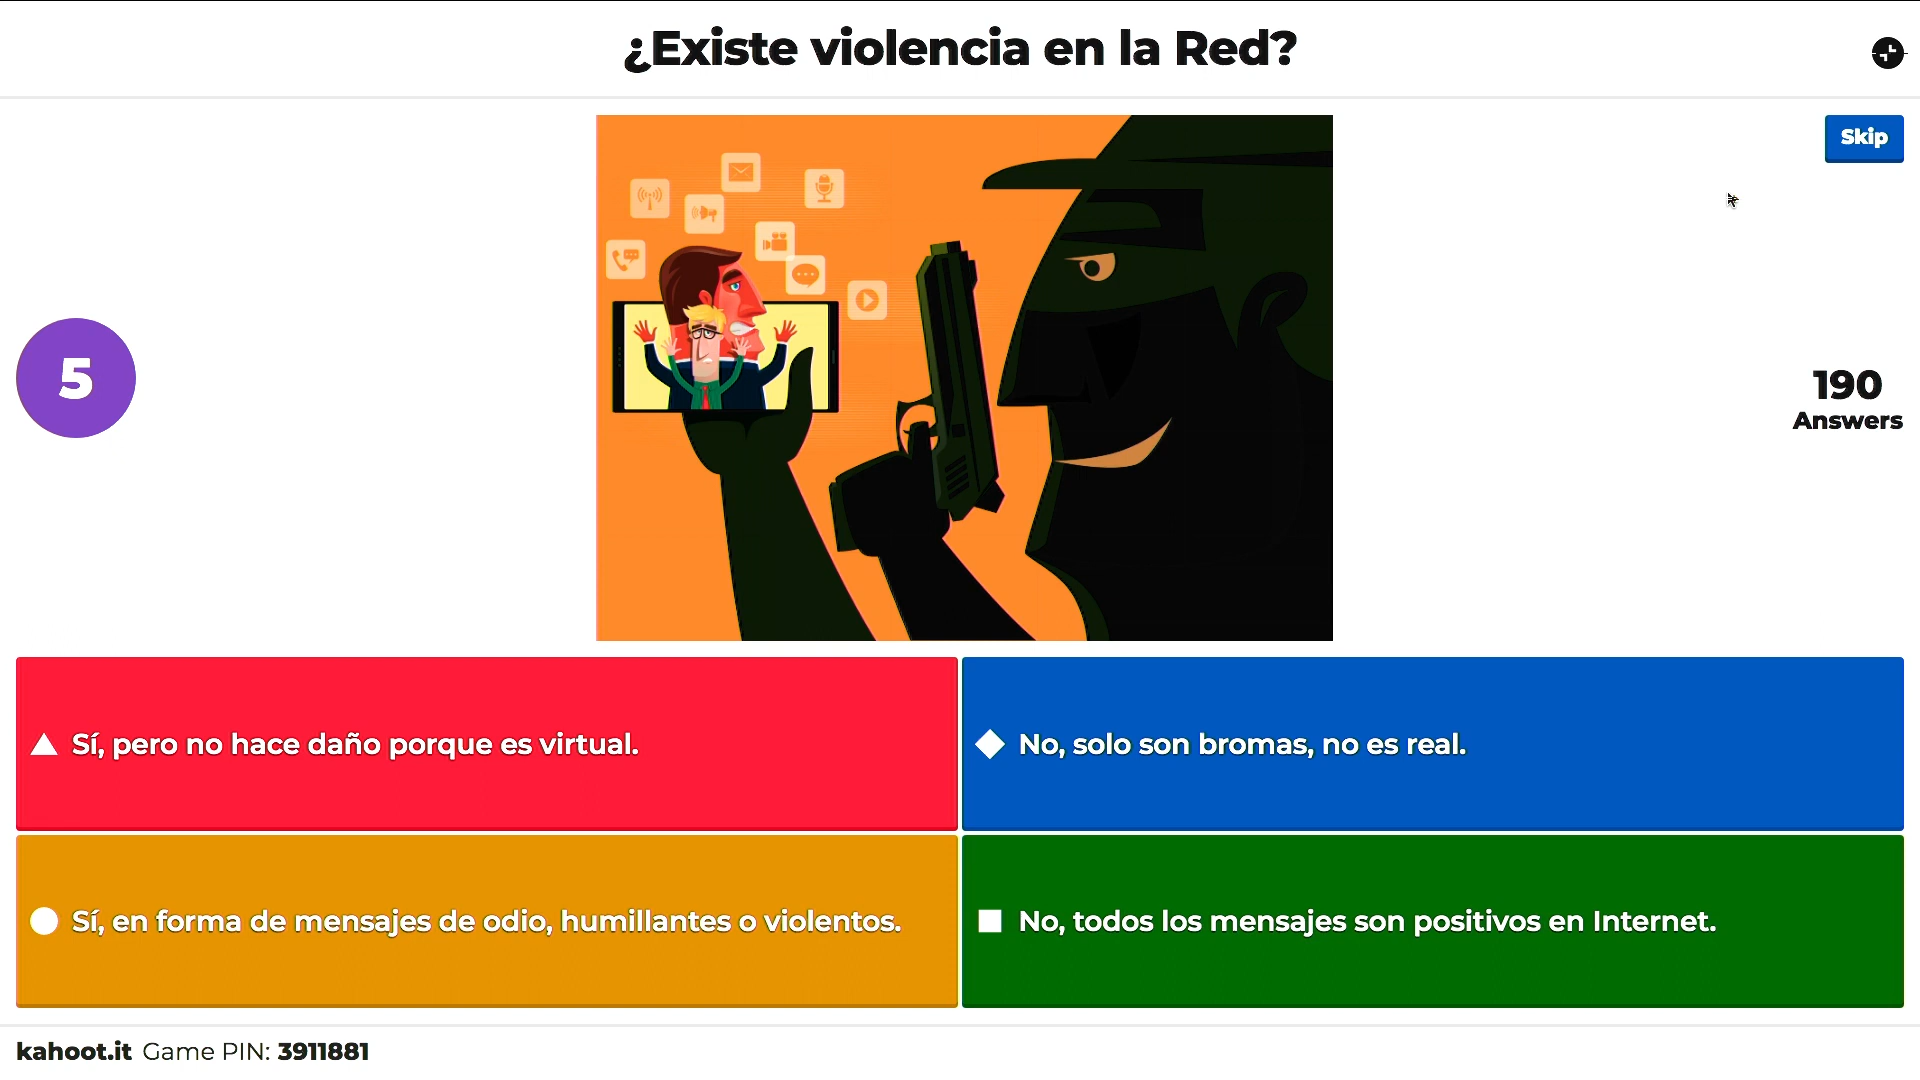 ¿Existe violencia en la Red?
Skip
5
190
Answers
Sí, pero no hace daño porque es virtual.
No, solo son bromas, no es real.
Sí, en forma de mensajes de odio, humillantes o violentos.
No, todos los mensajes son positivos en Internet.
kahoot.it Game PIN: 3911881